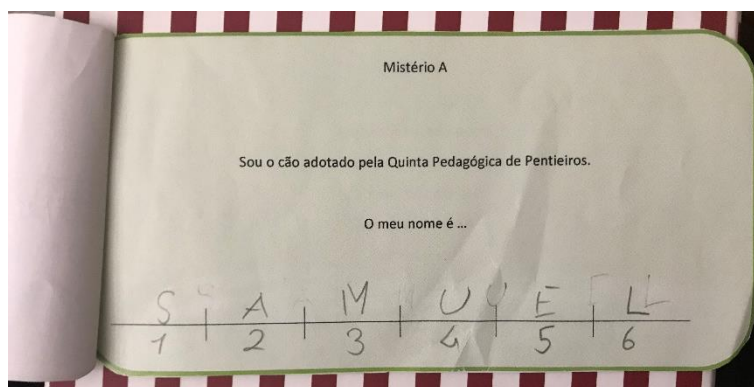 Mistério A
Sou o cão adotado pela Quinta Pedagógica de Pentieiros.
O meu nome é ...
S A M U E L
1 2 3 4 5 6